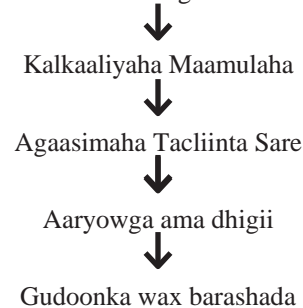 Kalkaaliyaha Maamulaha
Agaasimaha Tacliinta Sare
Aaryowga ama dhigii
Gudoonka wax barashada